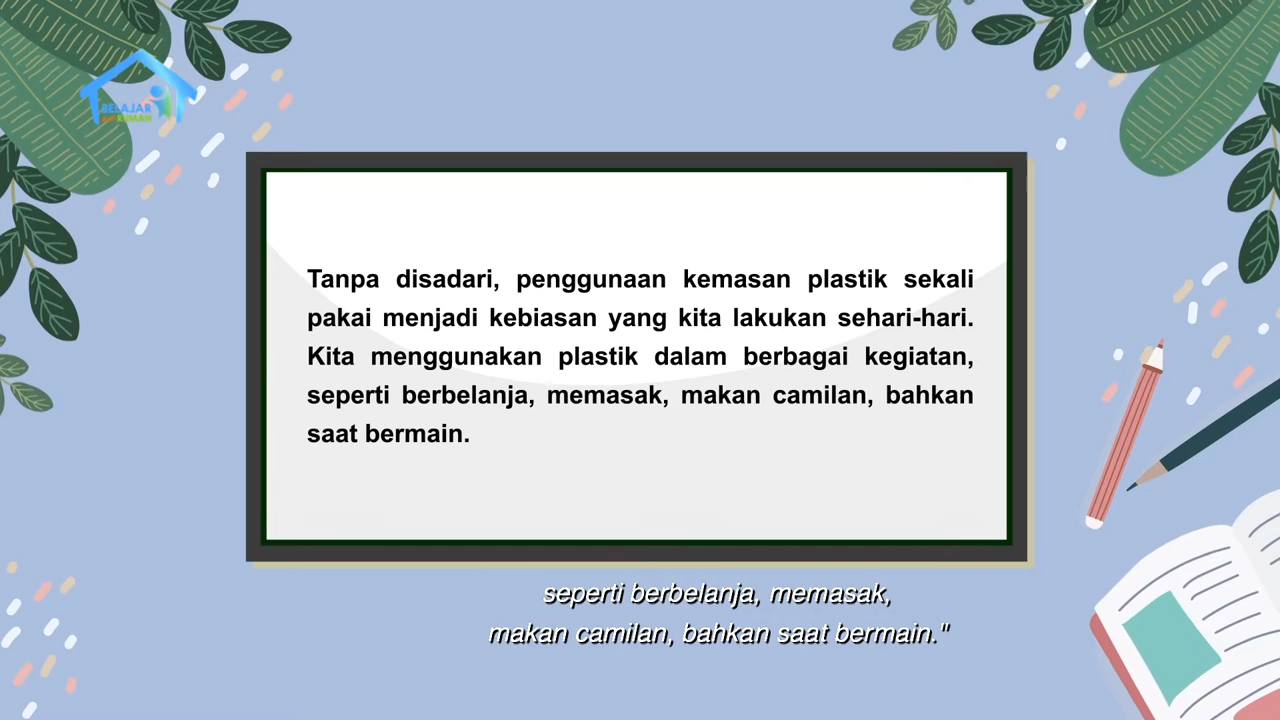 BELAJAR
RUMAH
Tanpa disadari, penggunaan kemasan plastik sekali
pakai menjadi kebiasan yang kita lakukan sehari-hari.
Kita menggunakan plastik dalam berbagai kegiatan,
seperti berbelanja, memasak, makan camilan, bahkan
saat bermain.
seperti berbelanja, memasak,
makan camilan, bahkan saat bermain."